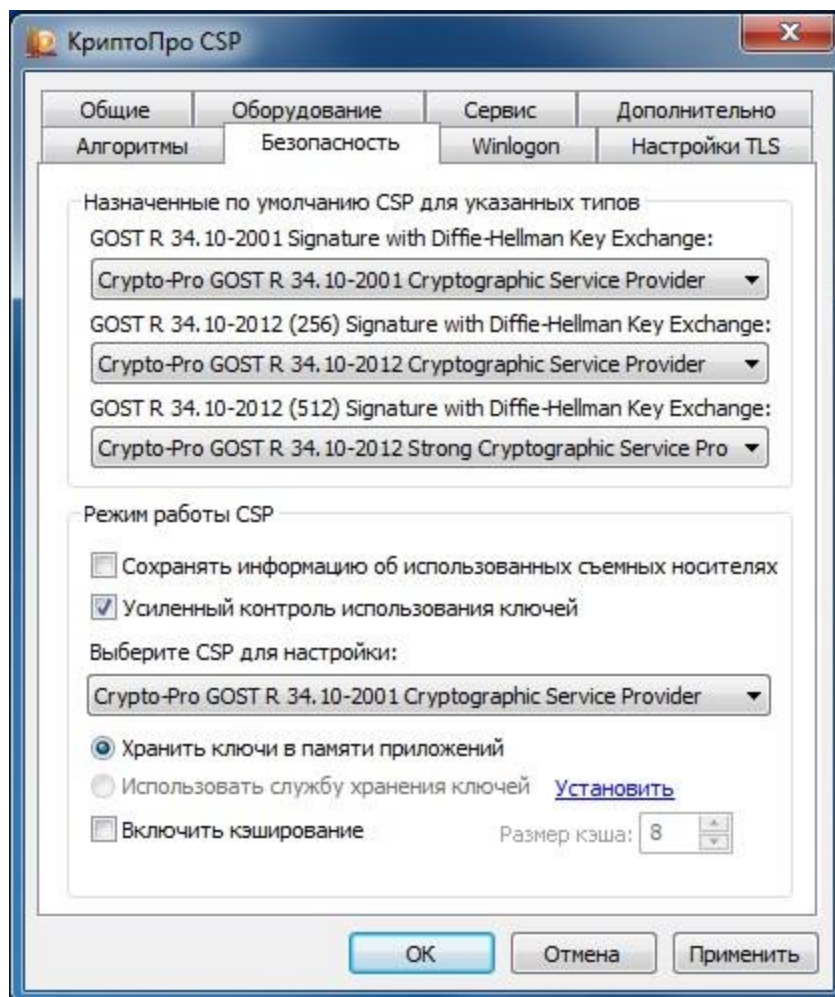 КриптоПро CSP
Общие Оборудование Сервис Дополнительно
Алгоритмы Безопасность Winlogon Настройки TLS
Назначенные по умолчанию CSP для указанных типов
GOST R 34.10-2001 Signature with Diffie-Hellman Key Exchange:
Crypto-Pro GOST R 34.10-2001 Cryptographic Service Provider
GOST R 34.10-2012 (256) Signature with Diffie-Hellman Key Exchange:
Crypto-Pro GOST R 34.10-2012 Cryptographic Service Provider
GOST R 34.10-2012 (512) Signature with Diffie-Hellman Key Exchange:
Crypto-Pro GOST R 34.10-2012 Strong Cryptographic Service Pro
Режим работы CSP
Сохранять информацию об использованных съемных носителях
Усиленный контроль использования ключей
Выберите CSP для настройки:
Crypto-Pro GOST R 34.10-2001 Cryptographic Service Provider
Хранить ключи в памяти приложений
Использовать службу хранения ключей Установить
Включить кэширование Размер кэша: 8
ОК Отмена Применить